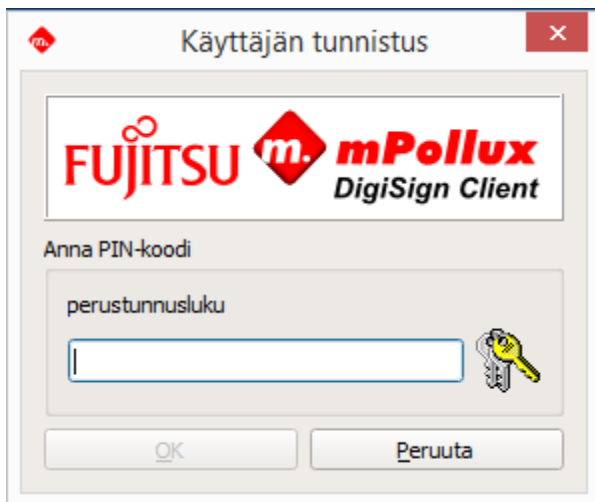 m.
Käyttäjän tunnistus
FUJITSU m. mPollux
DigiSign Client
Anna PIN-koodi
perustunnusluku
OK
Peruuta